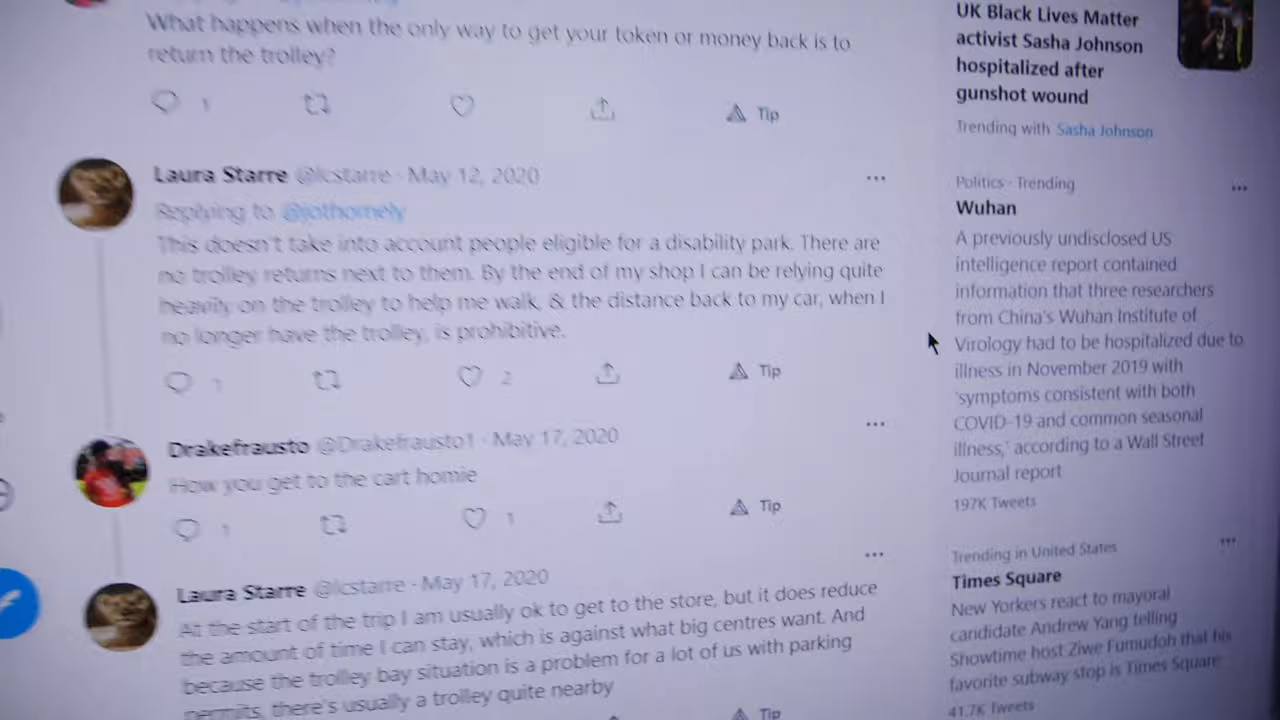 What happens when the only way to get your token or money back is to
return the trolley?
1
Tip
Laura Starre @lcstarre · May 12, 2020
Replying to @jothornely
This doesn't take into account people eligible for a disability park. There are
no trolley returns next to them. By the end of my shop I can be relying quite
heavily on the trolley to help me walk, & the distance back to my car, when I
no longer have the trolley, is prohibitive.
1 2 Tip
Drakefrausto @Drakefrausto1 · May 17, 2020
How you get to the cart homie
1 1 Tip
Laura Starre @lcstarre · May 17, 2020
At the start of the trip I am usually ok to get to the store, but it does reduce
the amount of time I can stay, which is against what big centres want. And
because the trolley bay situation is a problem for a lot of us with parking
permits, there's usually a trolley quite nearby
Tip
UK Black Lives Matter
activist Sasha Johnson
hospitalized after
gunshot wound
Trending with Sasha Johnson
Politics · Trending
Wuhan
A previously undisclosed US
intelligence report contained
information that three researchers
from China's Wuhan Institute of
Virology had to be hospitalized due to
illness in November 2019 with
'symptoms consistent with both
COVID-19 and common seasonal
illness,' according to a Wall Street
Journal report
197K Tweets
Trending in United States
Times Square
New Yorkers react to mayoral
candidate Andrew Yang telling
Showtime host Ziwe Fumudoh that his
favorite subway stop is Times Square
41.7K Tweets